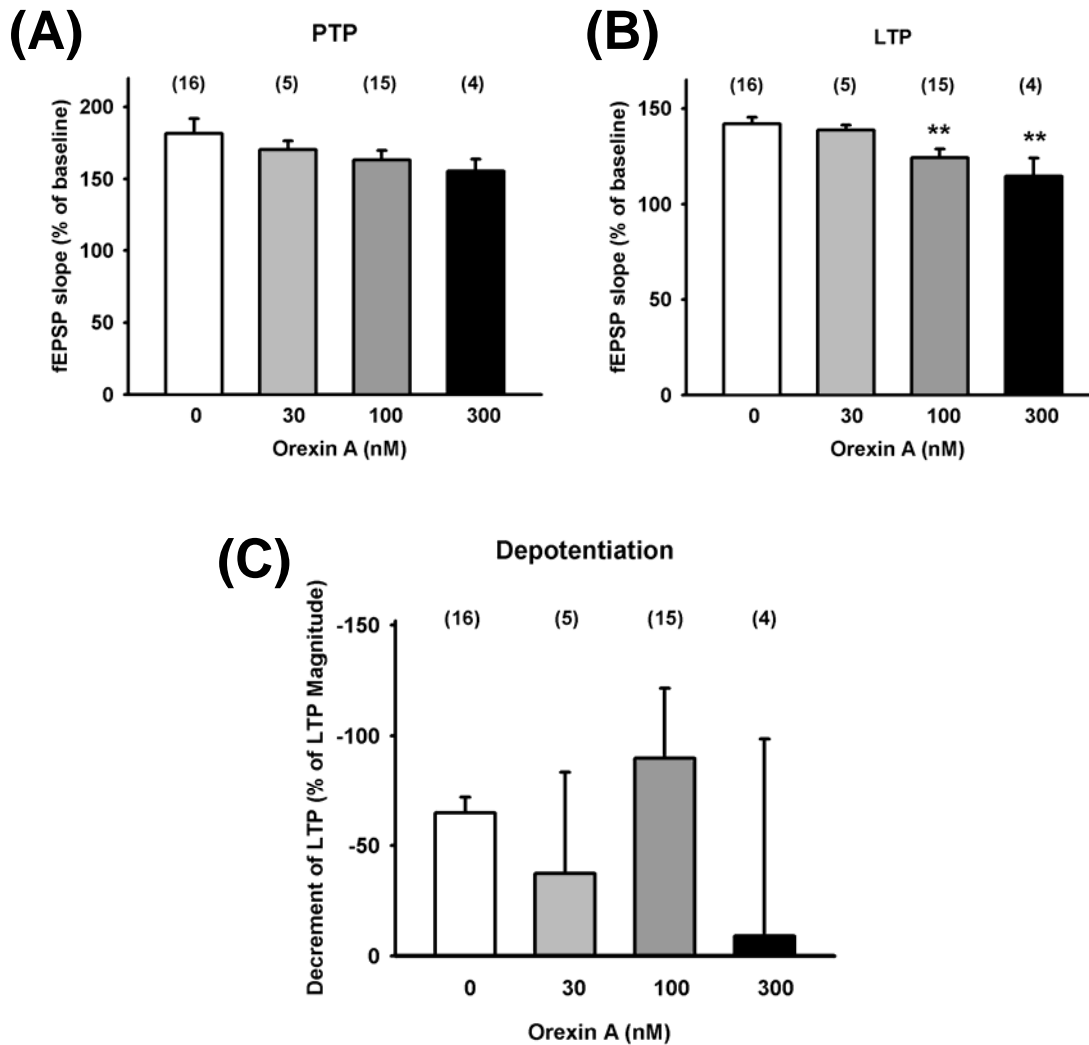 (A)
PTP
(16) (5) (15) (4)
fEPSP slope (% of baseline)
200
150
100
50
0
0 30 100 300
Orexin A (nM)
(B)
LTP
(16) (5) (15) (4)
** **
fEPSP slope (% of baseline)
150
100
50
0
0 30 100 300
Orexin A (nM)
(C)
Depotentiation
(16) (5) (15) (4)
Decrement of LTP (% of LTP Magnitude)
-150
-100
-50
0
0 30 100 300
Orexin A (nM)